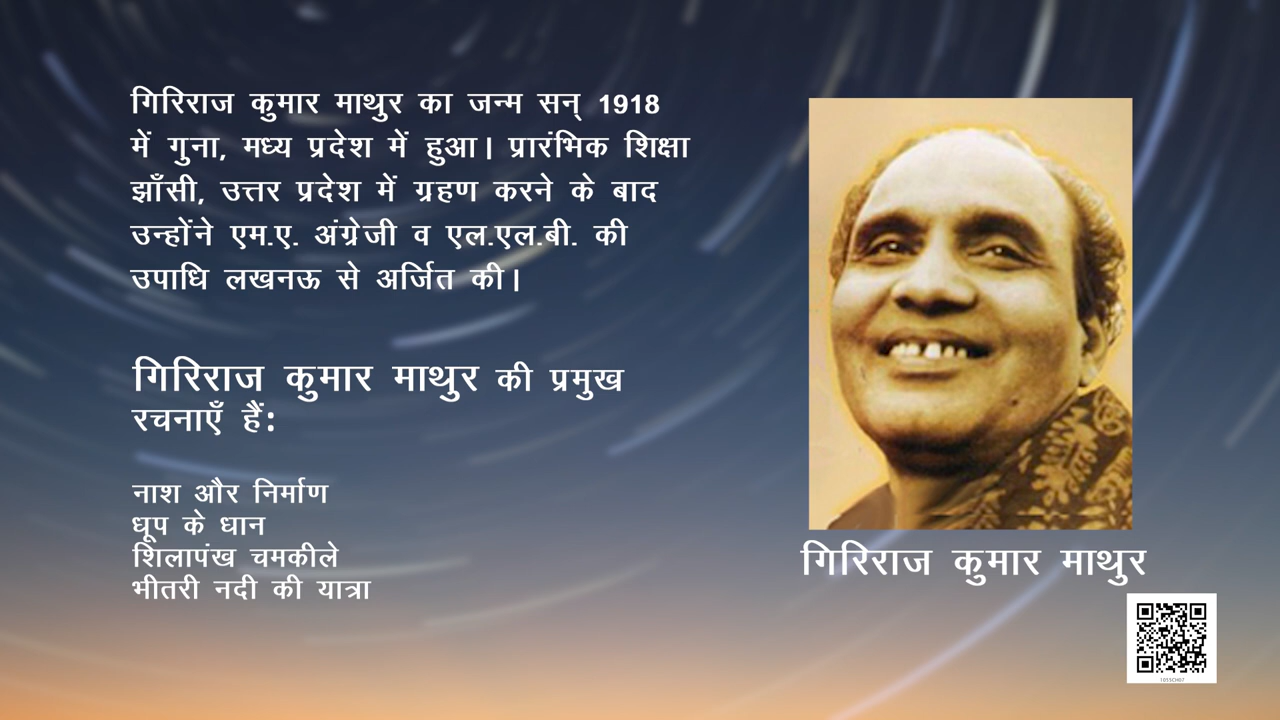 गिरिराज कुमार माथुर का जन्म सन् 1918
में गुना, मध्य प्रदेश में हुआ। प्रारंभिक शिक्षा
झाँसी, उत्तर प्रदेश में ग्रहण करने के बाद
उन्होंने एम.ए. अंग्रेजी व एल.एल.बी. की
उपाधि लखनऊ से अर्जित की।
गिरिराज कुमार माथुर की प्रमुख
रचनाएँ हैं:
नाश और निर्माण
धूप के धान
शिलापंख चमकीले
भीतरी नदी की यात्रा
गिरिराज कुमार माथुर